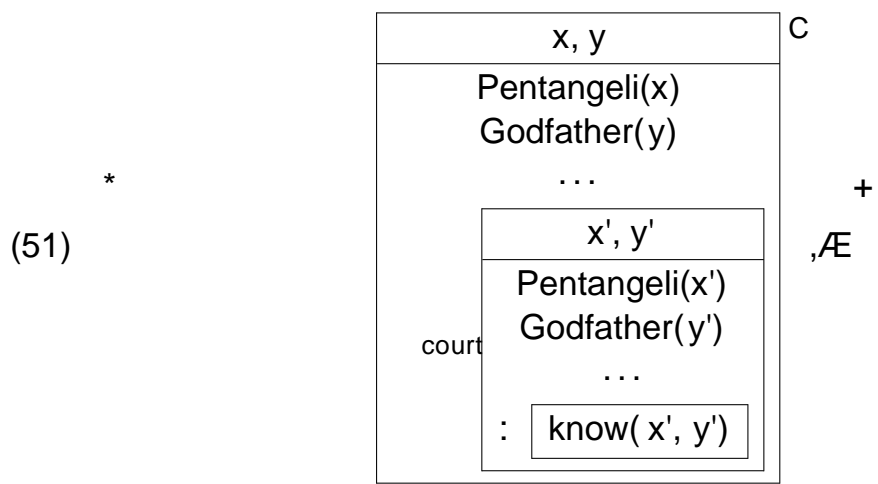 x, y C
Pentangeli(x)
Godfather(y)
* . . . +
(51) x', y' ,Æ
Pentangeli(x')
court Godfather(y')
. . .
: know( x', y')